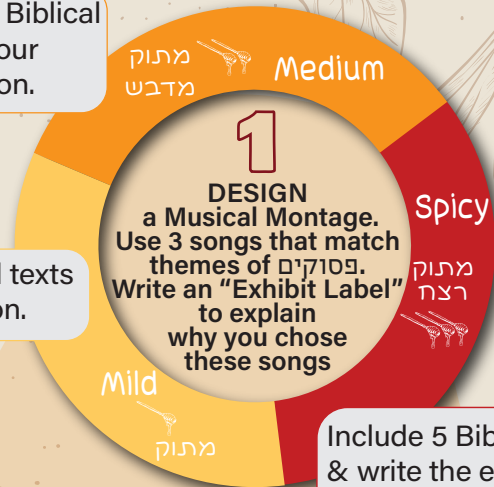 Biblical
our
on.
מתוק
מדבש
Medium
1
DESIGN
a Musical Montage.
Use 3 songs that match
themes of פסוקים.
Write an “Exhibit Label”
to explain
why you chose
these songs
Spicy
מתוק
רצח
texts
on.
Mild
מתוק
Include 5 Bib
& write the e